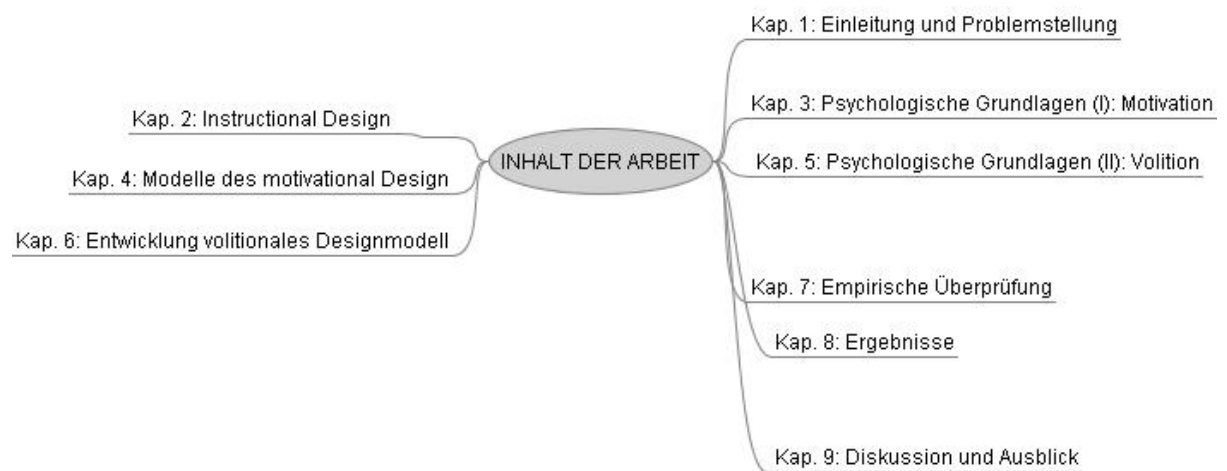 Kap. 1: Einleitung und Problemstellung
Kap. 2: Instructional Design
Kap. 3: Psychologische Grundlagen (I): Motivation
INHALT DER ARBEIT
Kap. 4: Modelle des motivational Design
Kap. 5: Psychologische Grundlagen (II): Volition
Kap. 6: Entwicklung volitionales Designmodell
Kap. 7: Empirische Überprüfung
Kap. 8: Ergebnisse
Kap. 9: Diskussion und Ausblick